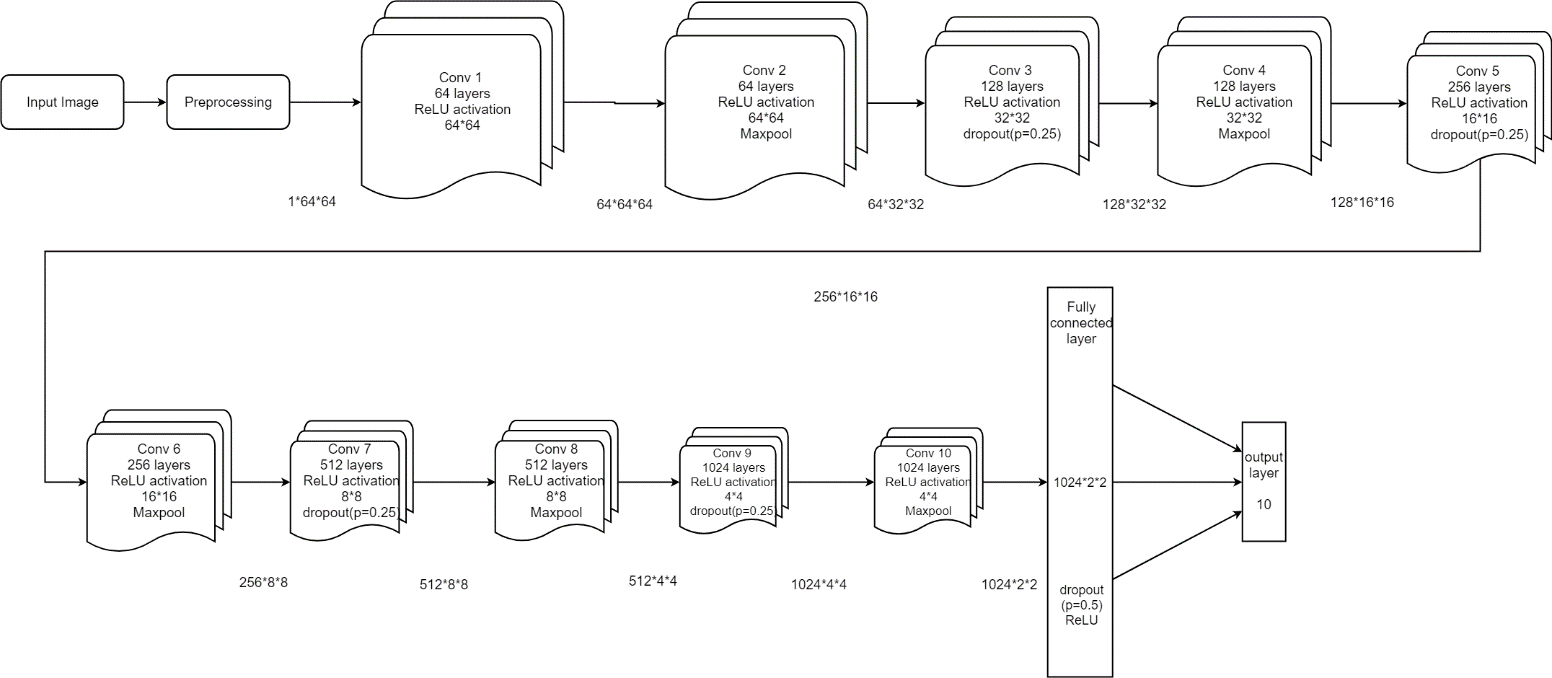 Input Image
Preprocessing
Conv 1
64 layers
ReLU activation
64*64
Conv 2
64 layers
ReLU activation
64*64
Maxpool
Conv 3
128 layers
ReLU activation
32*32
dropout(p=0.25)
Conv 4
128 layers
ReLU activation
32*32
Maxpool
Conv 5
256 layers
ReLU activation
16*16
dropout(p=0.25)
1*64*64
64*64*64
64*32*32
128*32*32
128*16*16
256*16*16
Conv 6
256 layers
ReLU activation
16*16
Maxpool
Conv 7
512 layers
ReLU activation
8*8
dropout(p=0.25)
Conv 8
512 layers
ReLU activation
8*8
Maxpool
Conv 9
1024 layers
ReLU activation
4*4
dropout(p=0.25)
Conv 10
1024 layers
ReLU activation
4*4
Maxpool
Fully
connected
layer
1024*2*2
dropout
(p=0.5)
ReLU
output
layer
10
256*8*8
512*8*8
512*4*4
1024*4*4
1024*2*2